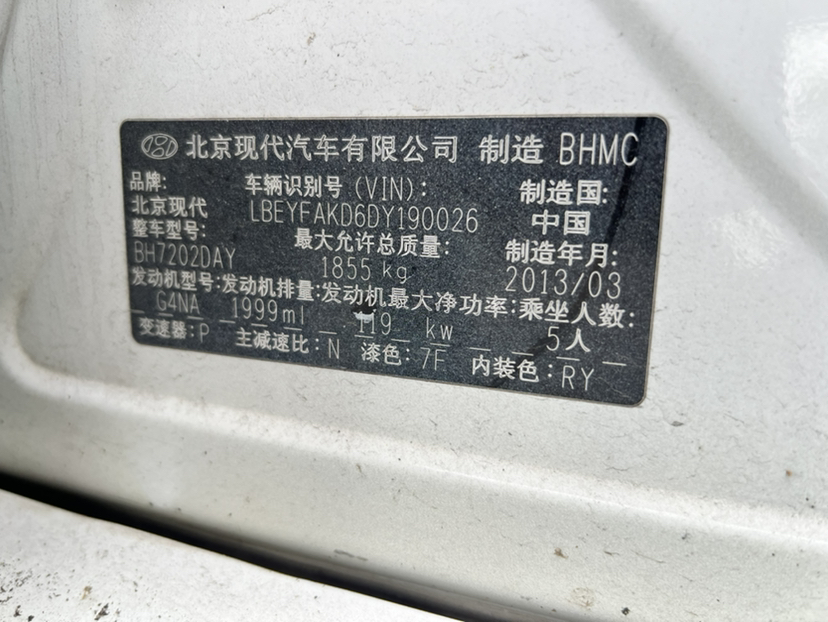 北京现代汽车有限公司 制造 BHMC
品牌: 车辆识别号 (VIN): 制造国:
北京现代 LBEYFAKD6DY190026 中国
整车型号: 最大允许总质量: 制造年月:
BH7202DAY 1855 kg 2013/03
发动机型号: 发动机排量: 发动机最大净功率: 乘坐人数:
G4NA 1999ml 119 kw 5人
变速器: P 主减速比: N 漆色: 7F 内装色: RY